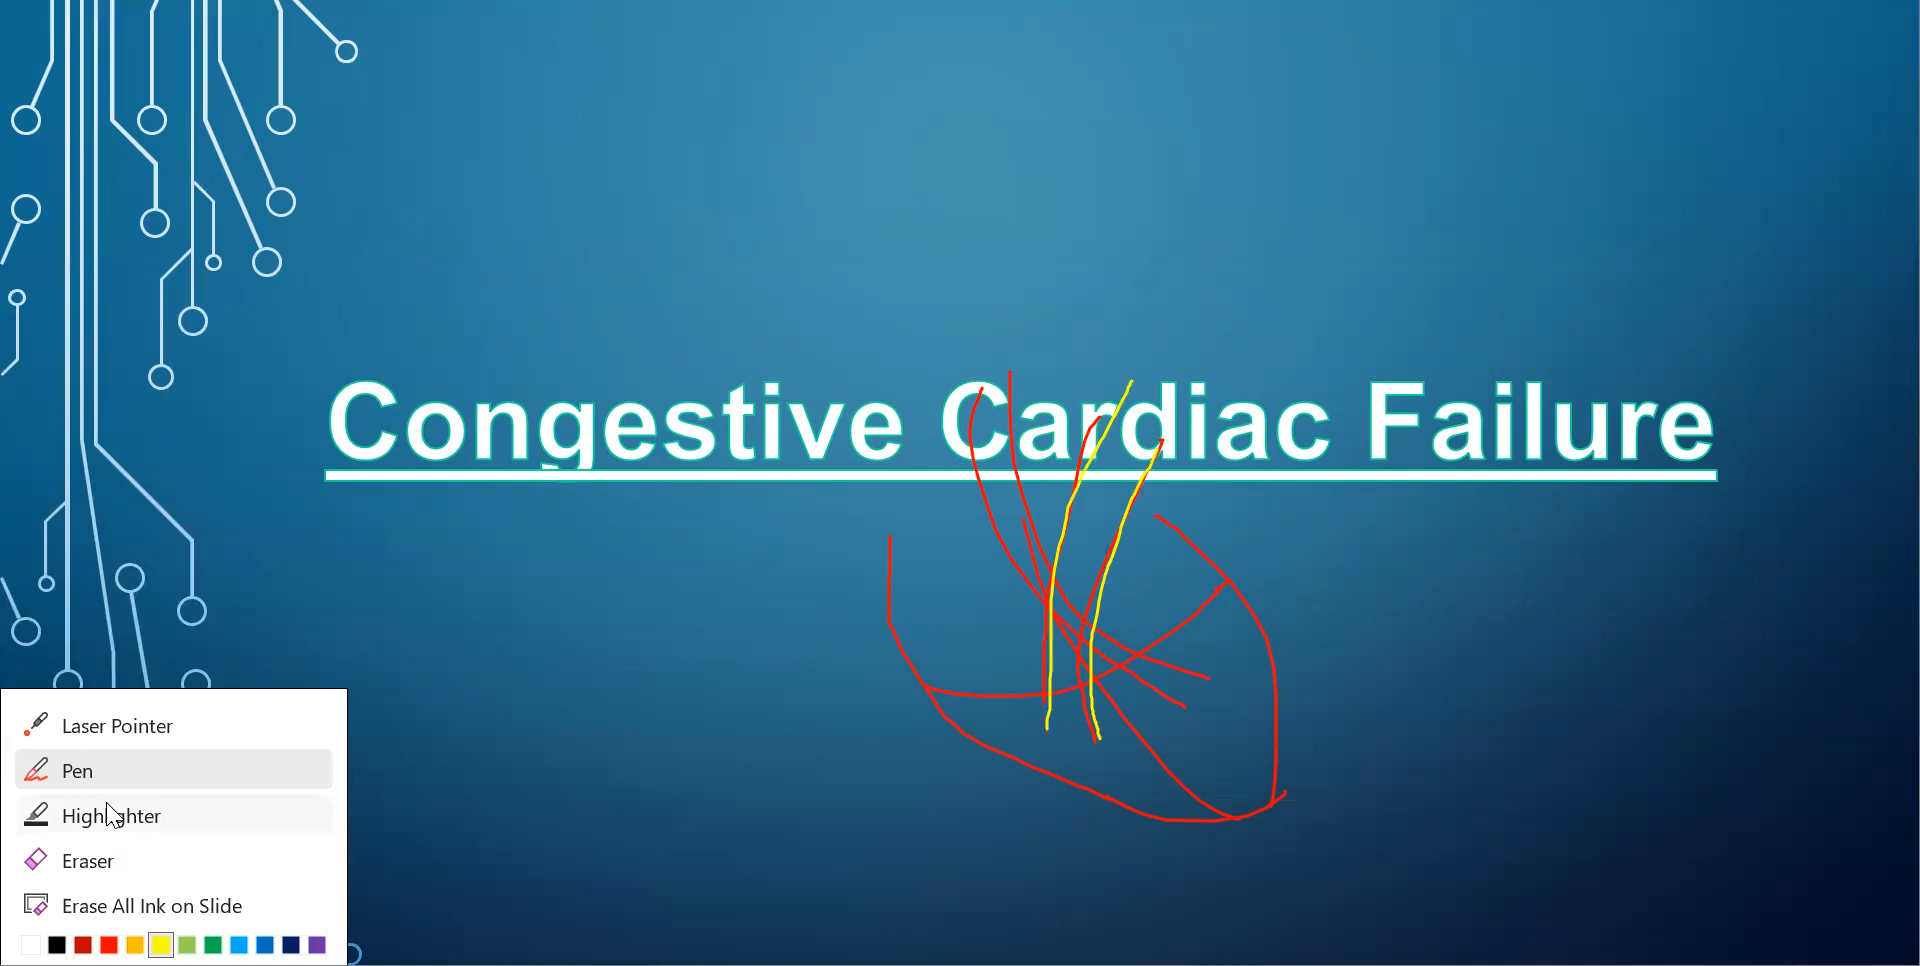 Congestive Cardiac Failure
Laser Pointer
Pen
Highlighter
Eraser
Erase All Ink on Slide